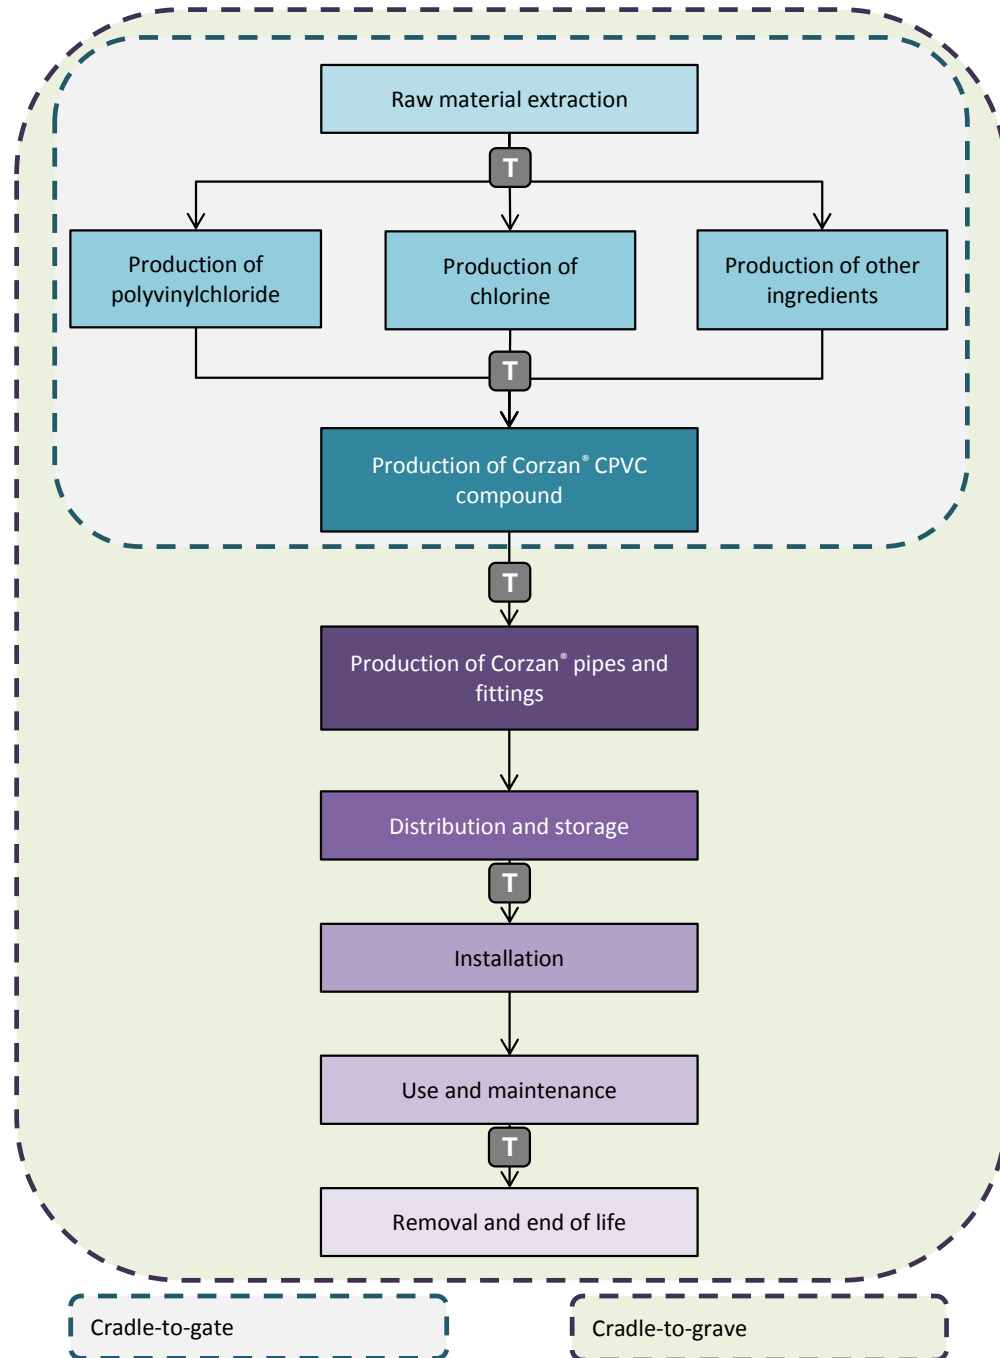 Raw material extraction
T
Production of
polyvinylchloride
Production of
chlorine
Production of other
ingredients
T
Production of Corzan® CPVC
compound
T
Production of Corzan® pipes and
fittings
Distribution and storage
T
Installation
Use and maintenance
T
Removal and end of life
Cradle-to-gate
Cradle-to-grave